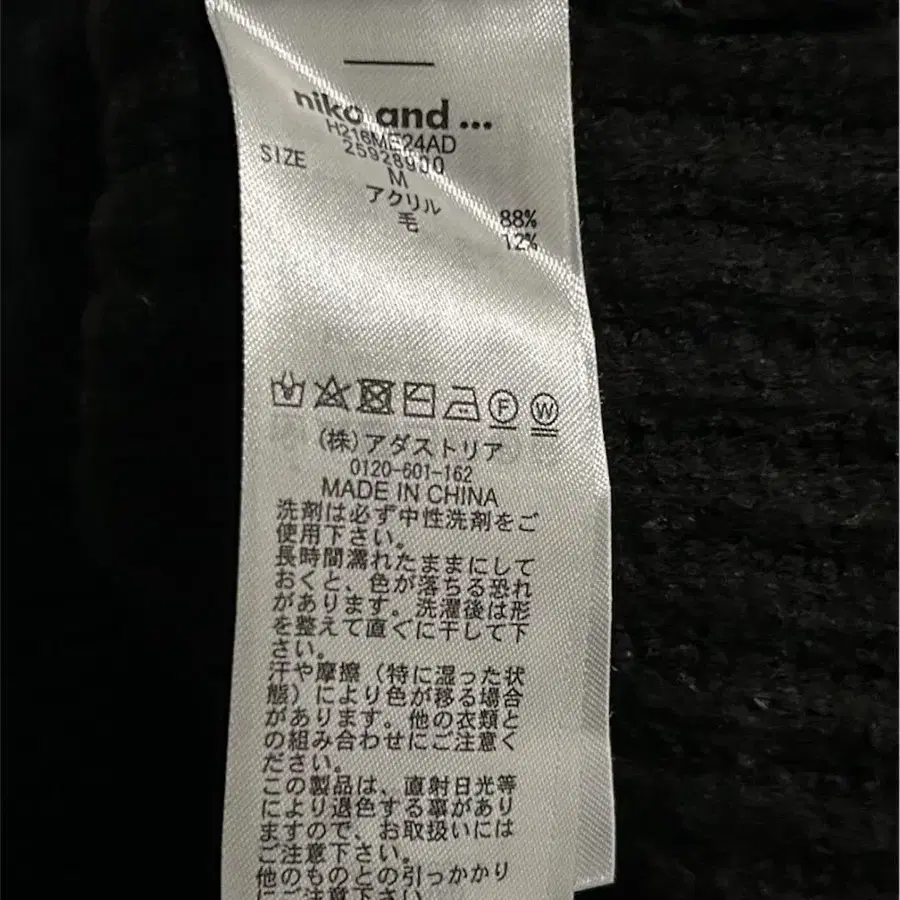 niko and ...
H216ME24AD
25928900
SIZE M
アクリル 88%
毛 12%
F W
(株)アダストリア
0120-601-162
MADE IN CHINA
洗剤は必ず中性洗剤をご
使用下さい。
長時間濡れたままにして
おくと、色が落ちる恐れ
があります。洗濯後は形
を整えて直ぐに干して下
さい。
汗や摩擦（特に湿った状
態）により色が移る場合
があります。他の衣類と
の組み合わせにご注意く
ださい。
この製品は、直射日光等
により退色する事があり
ますので、お取扱いには
ご注意下さい。
他のものとの引っかかり
にご注意下さい。